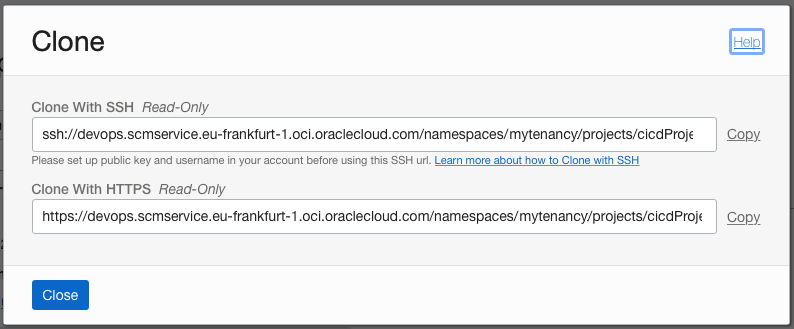 Clone
Help
Clone With SSH Read-Only
ssh://devops.scmservice.eu-frankfurt-1.oci.oraclecloud.com/namespaces/mytenancy/projects/cicdProje
Copy
Please set up public key and username in your account before using this SSH url. Learn more about how to Clone with SSH
Clone With HTTPS Read-Only
https://devops.scmservice.eu-frankfurt-1.oci.oraclecloud.com/namespaces/mytenancy/projects/cicdProje
Copy
Close